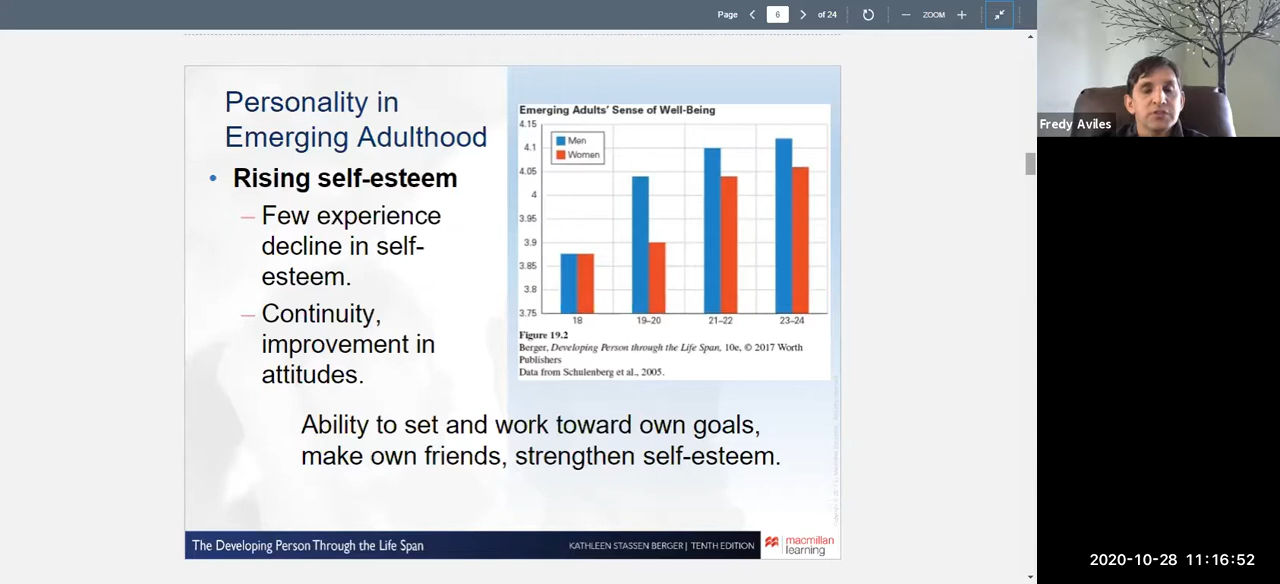 Page 6 of 24 ZOOM
Personality in
Emerging Adulthood
• Rising self-esteem
– Few experience
decline in self-
esteem.
– Continuity,
improvement in
attitudes.
Ability to set and work toward own goals,
make own friends, strengthen self-esteem.
Emerging Adults' Sense of Well-Being
4.15
4.1
4.05
4
3.95
3.9
3.85
3.8
3.75
Men
Women
18 19–20 21–22 23–24
Figure 19.2
Berger, Developing Person through the Life Span, 10e, © 2017 Worth
Publishers
Data from Schulenberg et al., 2005.
The Developing Person Through the Life Span
KATHLEEN STASSEN BERGER | TENTH EDITION
macmillan
learning
Fredy Aviles
2020-10-28 11:16:52